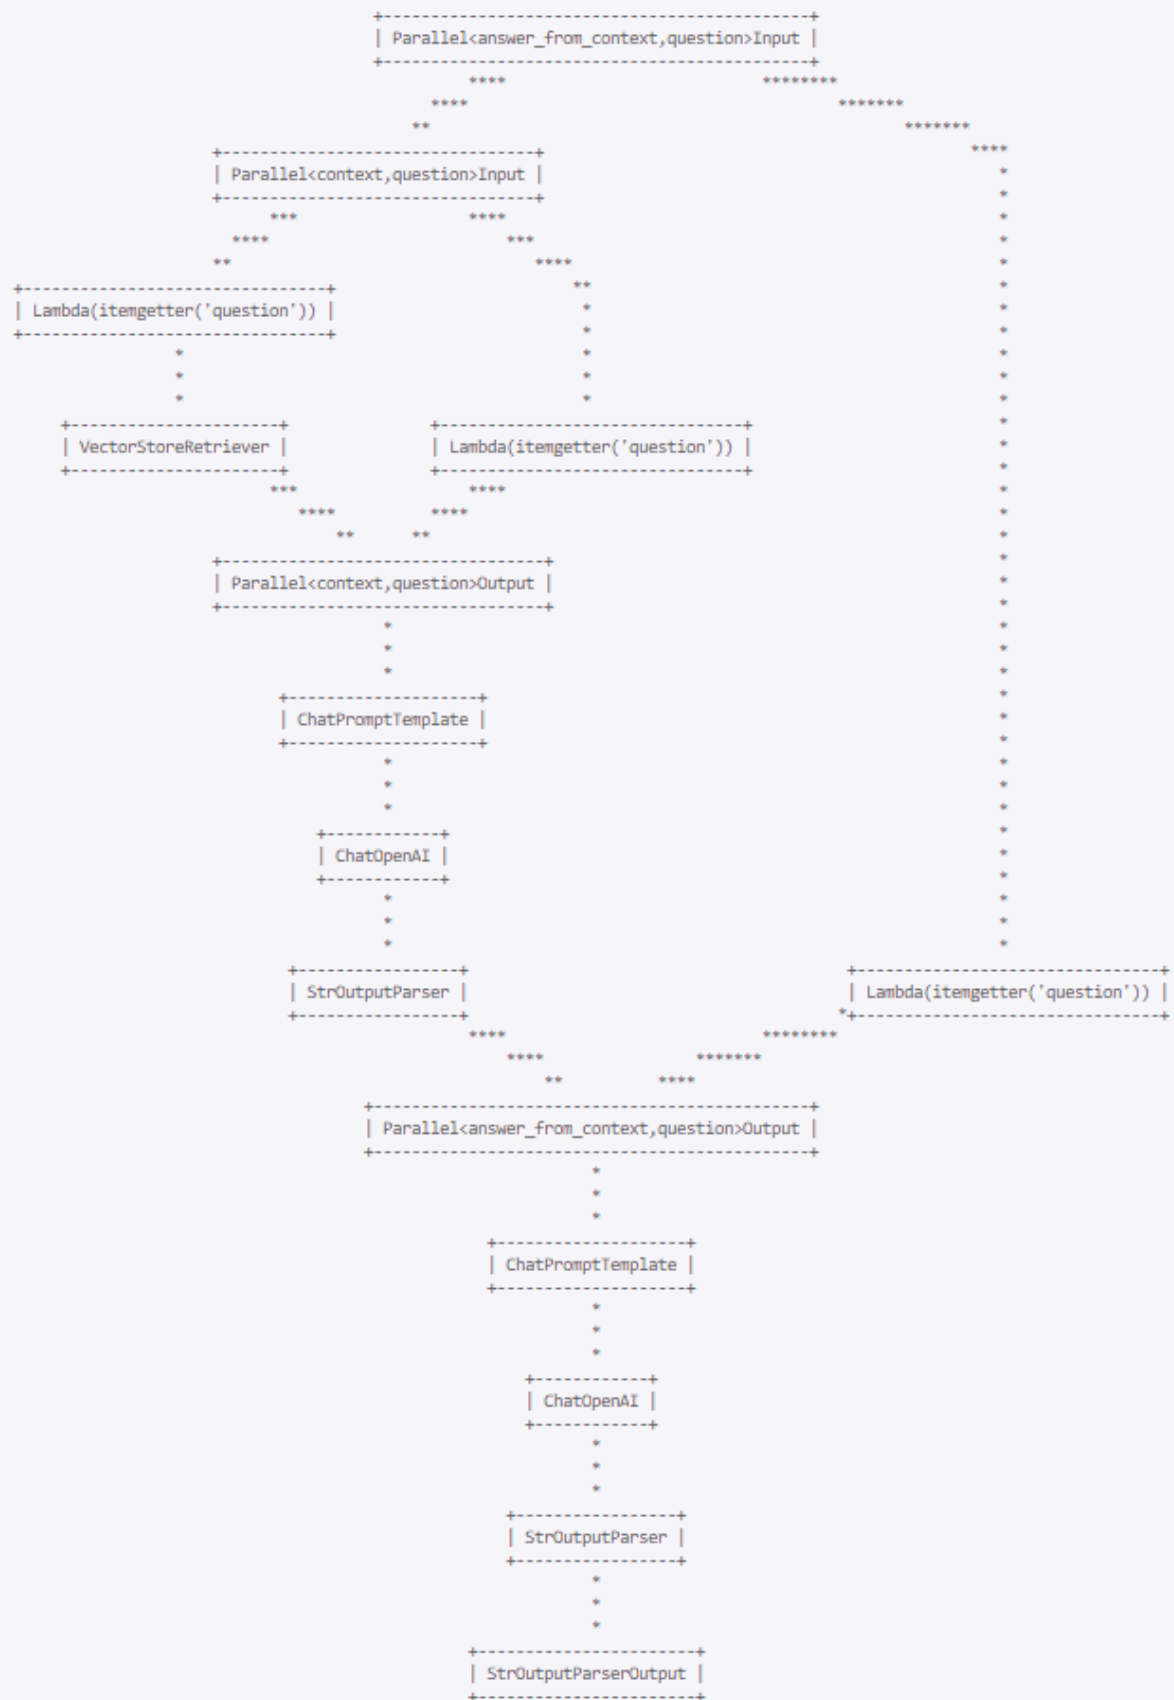 Parallel<answer_from_context,question>Input
Parallel<context,question>Input
Lambda(itemgetter('question'))
VectorStoreRetriever
Lambda(itemgetter('question'))
Parallel<context,question>Output
ChatPromptTemplate
ChatOpenAI
StrOutputParser
Lambda(itemgetter('question'))
Parallel<answer_from_context,question>Output
ChatPromptTemplate
ChatOpenAI
StrOutputParser
StrOutputParserOutput